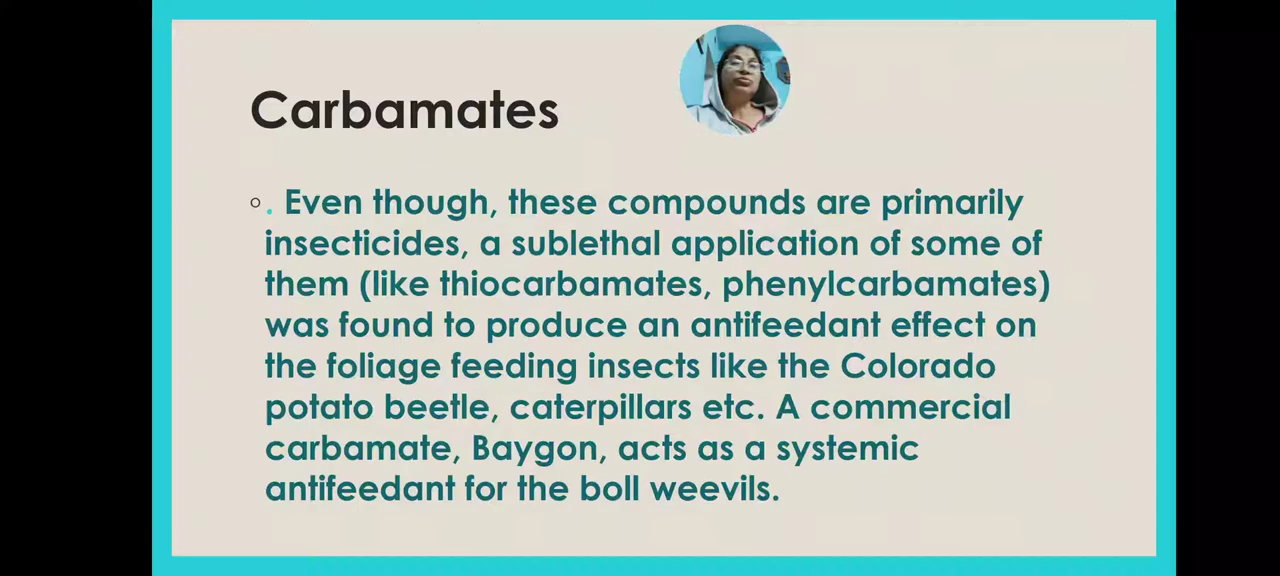 Carbamates
. Even though, these compounds are primarily
insecticides, a sublethal application of some of
them (like thiocarbamates, phenylcarbamates)
was found to produce an antifeedant effect on
the foliage feeding insects like the Colorado
potato beetle, caterpillars etc. A commercial
carbamate, Baygon, acts as a systemic
antifeedant for the boll weevils.